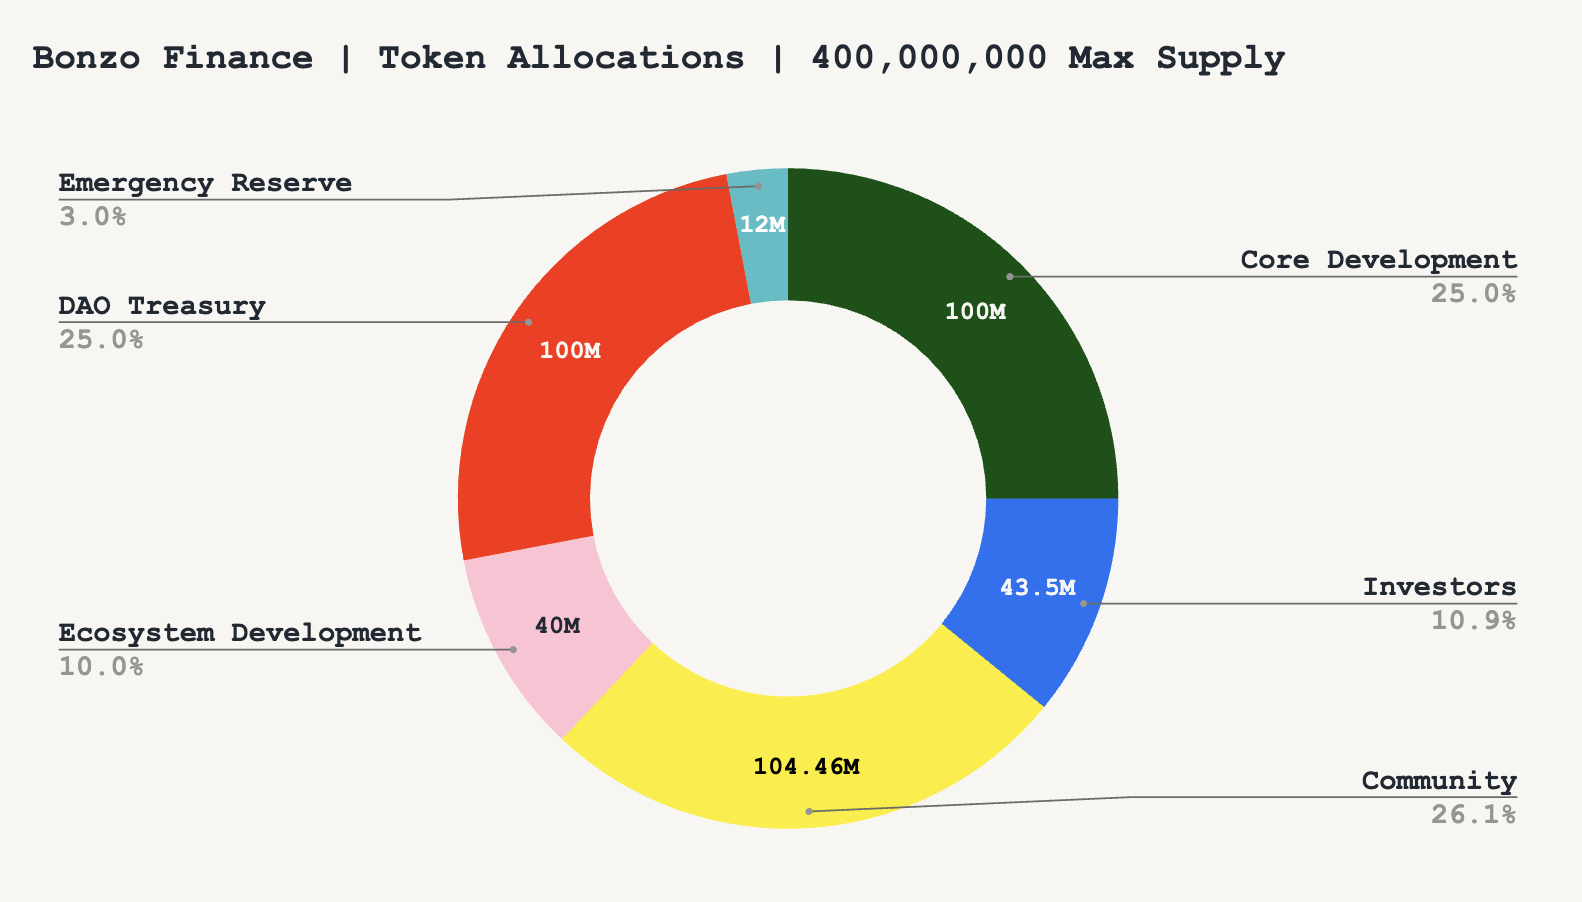 Bonzo Finance | Token Allocations | 400,000,000 Max Supply
Emergency Reserve
3.0%
12M
Core Development
25.0%
100M
DAO Treasury
25.0%
100M
43.5M
Investors
10.9%
Ecosystem Development
10.0%
40M
104.46M
Community
26.1%